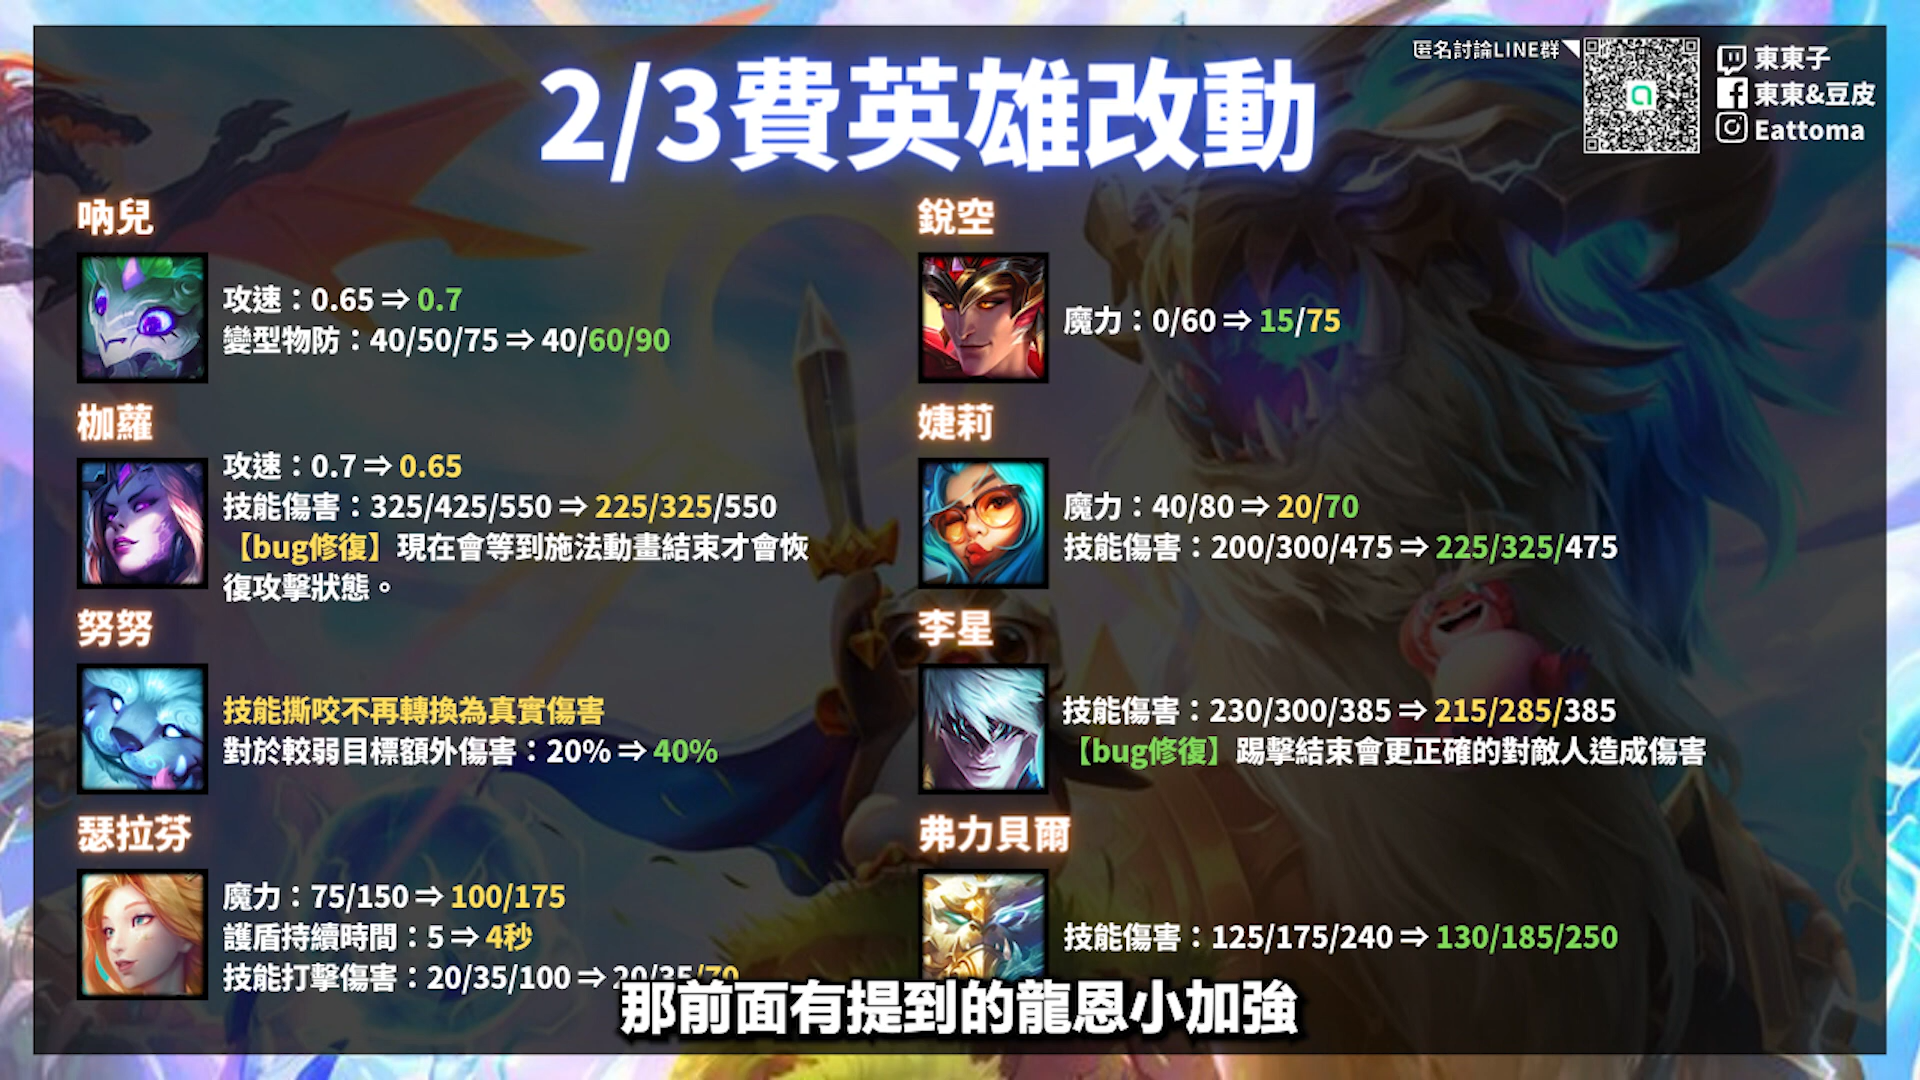 2/3費英雄改動
匿名討論LINE群
東東子
東東&豆皮
Eattoma
吶兒
攻速：0.65 ⇒ 0.7
變型物防：40/50/75 ⇒ 40/60/90
枷蘿
攻速：0.7 ⇒ 0.65
技能傷害：325/425/550 ⇒ 225/325/550
【bug修復】現在會等到施法動畫結束才會恢
復攻擊狀態。
努努
技能撕咬不再轉換為真實傷害
對於較弱目標額外傷害：20% ⇒ 40%
瑟拉芬
魔力：75/150 ⇒ 100/175
護盾持續時間：5 ⇒ 4秒
技能打擊傷害：20/35/100 ⇒ 20/35/70
銳空
魔力：0/60 ⇒ 15/75
婕莉
魔力：40/80 ⇒ 20/70
技能傷害：200/300/475 ⇒ 225/325/475
李星
技能傷害：230/300/385 ⇒ 215/285/385
【bug修復】踢擊結束會更正確的對敵人造成傷害
弗力貝爾
技能傷害：125/175/240 ⇒ 130/185/250
那前面有提到的龍恩小加強